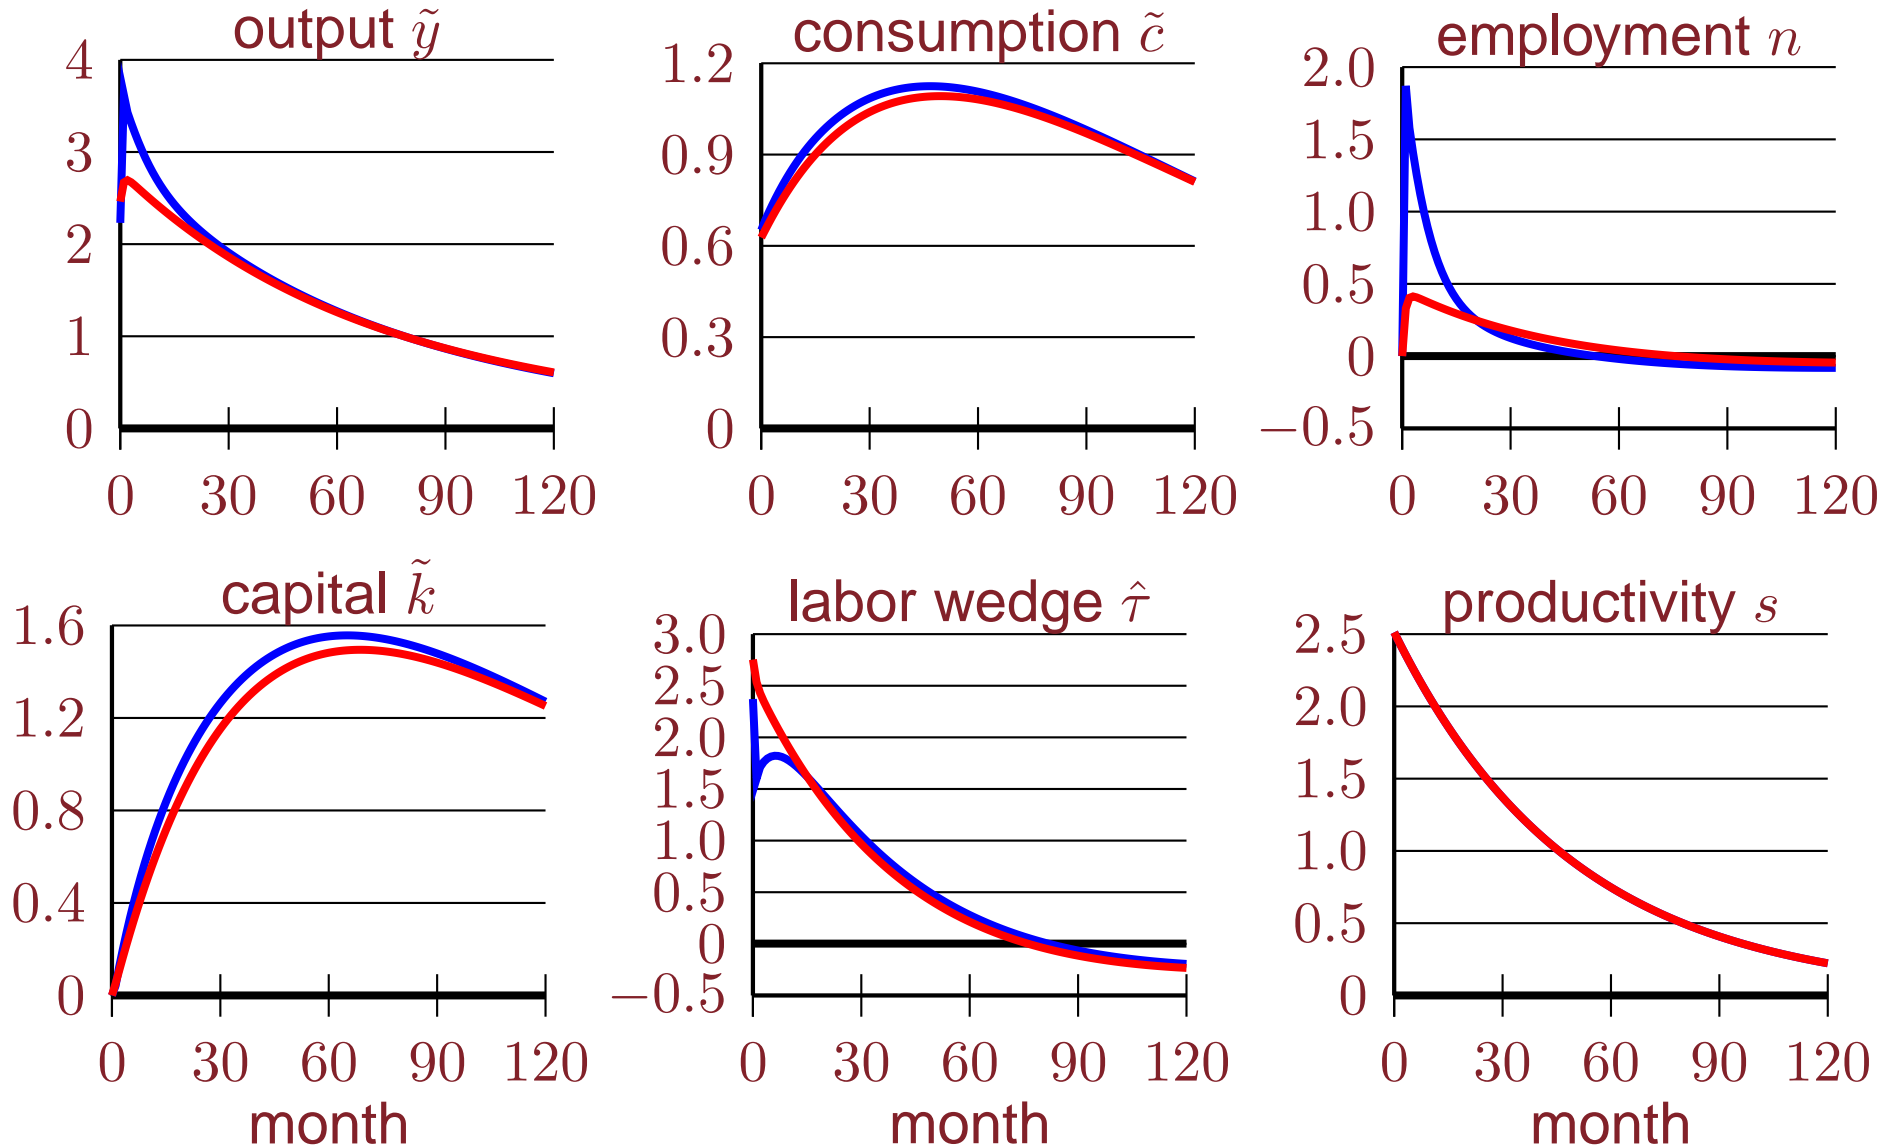 output ỹ
4
3
2
1
0
0 30 60 90 120
consumption c̃
1.2
0.9
0.6
0.3
0
0 30 60 90 120
employment n
2.0
1.5
1.0
0.5
0
−0.5
0 30 60 90 120
capital k̃
1.6
1.2
0.8
0.4
0
0 30 60 90 120
month
labor wedge τ̂
3.0
2.5
2.0
1.5
1.0
0.5
0
−0.5
0 30 60 90 120
month
productivity s
2.5
2.0
1.5
1.0
0.5
0
0 30 60 90 120
month